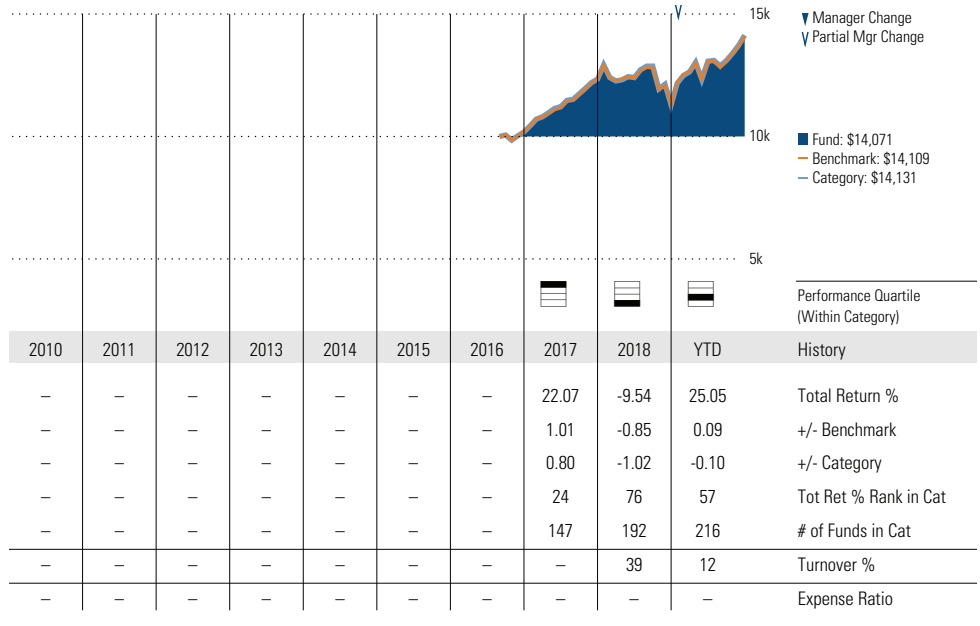 15k
▼ Manager Change
V Partial Mgr Change
10k
Fund: $14,071
Benchmark: $14,109
Category: $14,131
5k
Performance Quartile
(Within Category)
2010 2011 2012 2013 2014 2015 2016 2017 2018 YTD History
– – – – – – – 22.07 -9.54 25.05 Total Return %
– – – – – – – 1.01 -0.85 0.09 +/- Benchmark
– – – – – – – 0.80 -1.02 -0.10 +/- Category
– – – – – – – 24 76 57 Tot Ret % Rank in Cat
– – – – – – – 147 192 216 # of Funds in Cat
– – – – – – – – 39 12 Turnover %
– – – – – – – – – – Expense Ratio